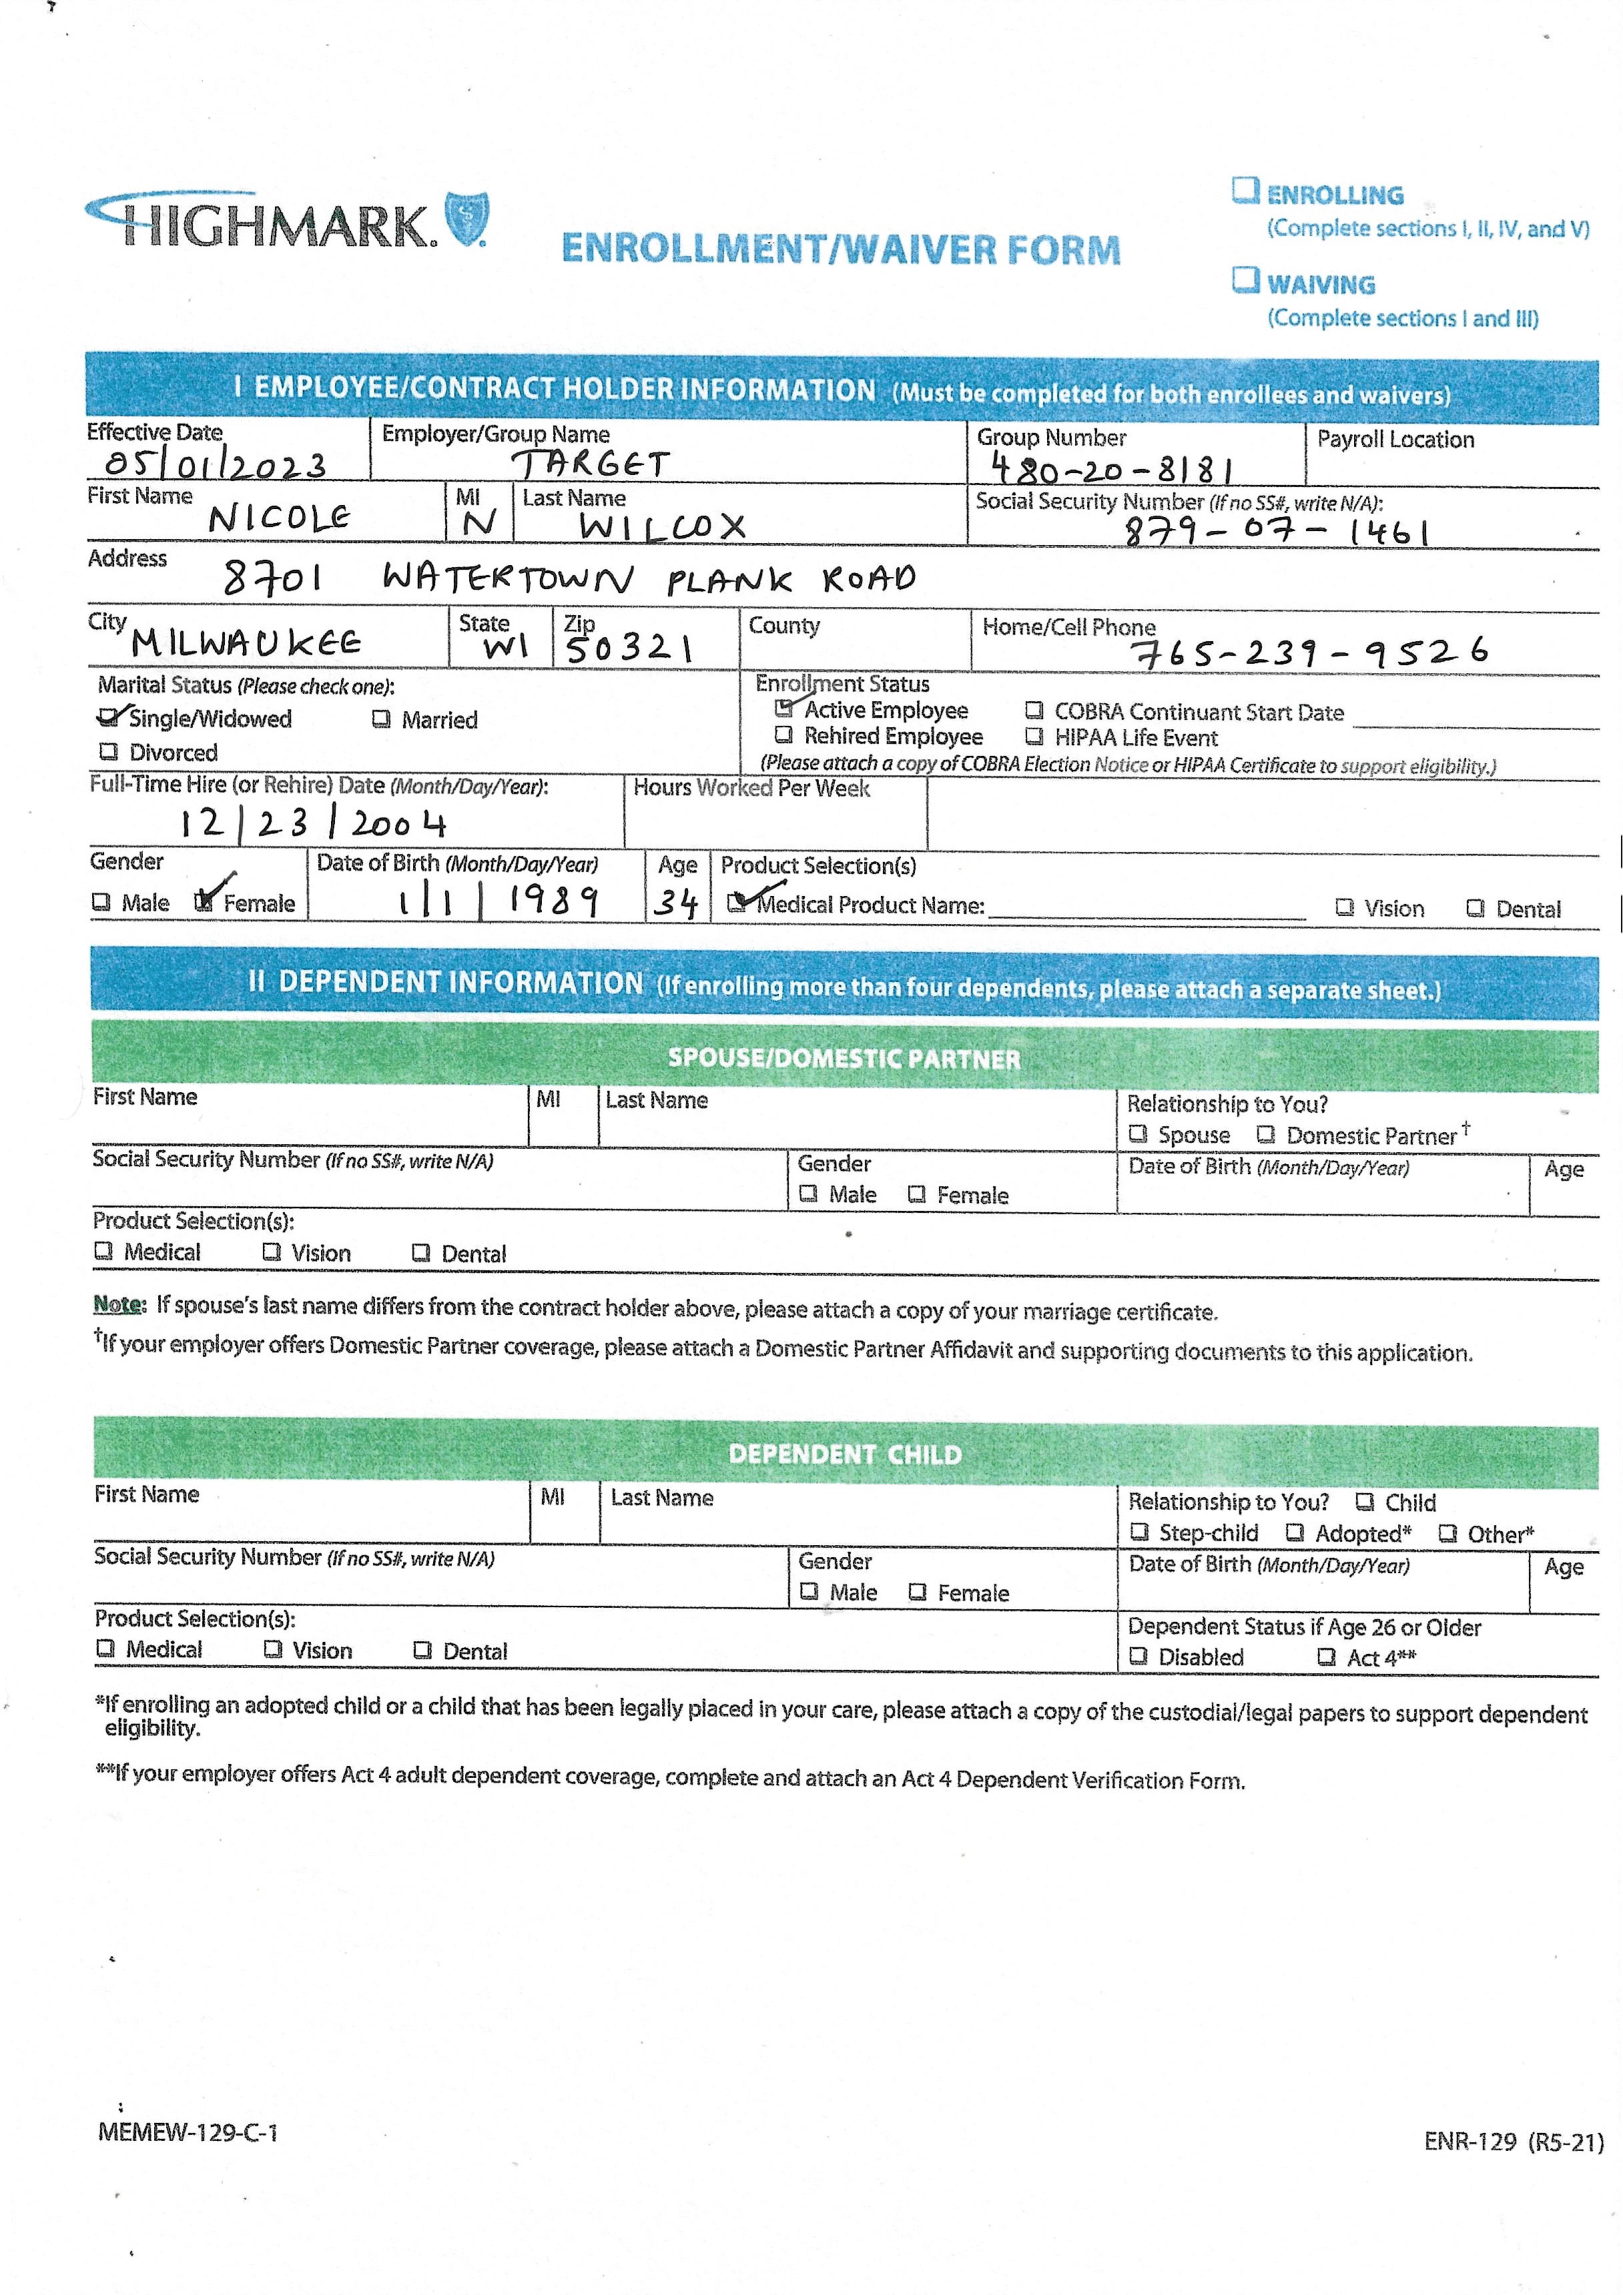 HIGHMARK.
ENROLLMENT/WAIVER FORM
☐ ENROLLING
(Complete sections I, II, IV, and V)
☐ WAIVING
(Complete sections I and III)
I EMPLOYEE/CONTRACT HOLDER INFORMATION (Must be completed for both enrollees and waivers)
Effective Date Employer/Group Name Group Number Payroll Location
05/01/2023 TARGET 480-20-8181
First Name MI Last Name Social Security Number (If no SS#, write N/A):
NICOLE N WILCOX 879-07-1461
Address 8701 WATERTOWN PLANK ROAD
City State Zip County Home/Cell Phone
MILWAUKEE WI 50321 765-239-9526
Marital Status (Please check one): Enrollment Status
☑ Single/Widowed ☐ Married ☑ Active Employee ☐ COBRA Continuant Start Date
☐ Divorced ☐ Rehired Employee ☐ HIPAA Life Event
(Please attach a copy of COBRA Election Notice or HIPAA Certificate to support eligibility.)
Full-Time Hire (or Rehire) Date (Month/Day/Year): Hours Worked Per Week
12/23/2004
Gender Date of Birth (Month/Day/Year) Age Product Selection(s)
☐ Male ☑ Female 1/1/1989 34 ☑ Medical Product Name: ☐ Vision ☐ Dental
II DEPENDENT INFORMATION (If enrolling more than four dependents, please attach a separate sheet.)
SPOUSE/DOMESTIC PARTNER
First Name MI Last Name Relationship to You?
☐ Spouse ☐ Domestic Partner†
Social Security Number (If no SS#, write N/A) Gender Date of Birth (Month/Day/Year) Age
☐ Male ☐ Female
Product Selection(s):
☐ Medical ☐ Vision ☐ Dental
Note: If spouse's last name differs from the contract holder above, please attach a copy of your marriage certificate.
†If your employer offers Domestic Partner coverage, please attach a Domestic Partner Affidavit and supporting documents to this application.
DEPENDENT CHILD
First Name MI Last Name Relationship to You? ☐ Child
☐ Step-child ☐ Adopted* ☐ Other*
Social Security Number (If no SS#, write N/A) Gender Date of Birth (Month/Day/Year) Age
☐ Male ☐ Female
Product Selection(s): Dependent Status if Age 26 or Older
☐ Medical ☐ Vision ☐ Dental ☐ Disabled ☐ Act 4**
*If enrolling an adopted child or a child that has been legally placed in your care, please attach a copy of the custodial/legal papers to support dependent
eligibility.
**If your employer offers Act 4 adult dependent coverage, complete and attach an Act 4 Dependent Verification Form.
MEMEW-129-C-1
ENR-129 (R5-21)